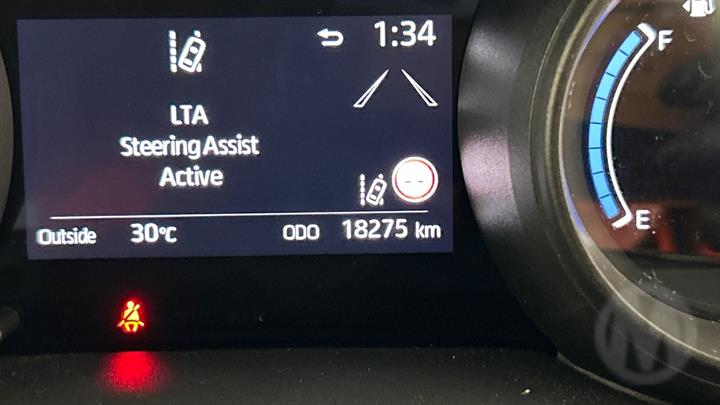 1:34
LTA
Steering Assist
Active
--
Outside 30°C ODO 18275 km
F
E
M